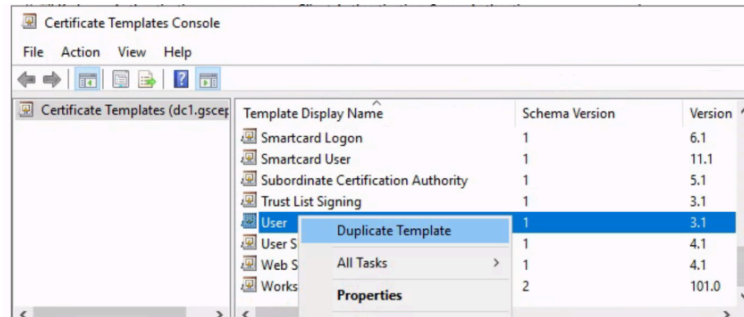 Certificate Templates Console
File Action View Help
Certificate Templates (dc1.gscep
Template Display Name Schema Version Version
Smartcard Logon 1 6.1
Smartcard User 1 11.1
Subordinate Certification Authority 1 5.1
Trust List Signing 1 3.1
User 1 3.1
Duplicate Template
User S 1 4.1
All Tasks
Web S 1 4.1
Works 2 101.0
Properties